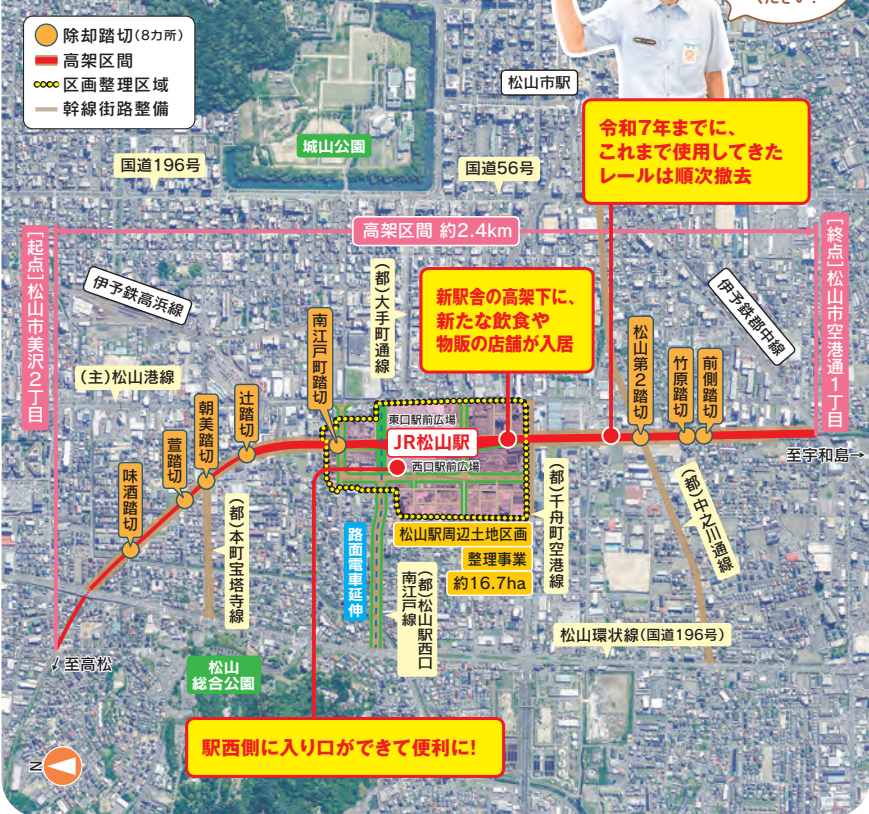 ください!
除却踏切(8カ所)
高架区間
区画整理区域
幹線街路整備
松山市駅
城山公園
国道196号
国道56号
令和7年までに、
これまで使用してきた
レールは順次撤去
高架区間 約2.4km
[起点]松山市美沢2丁目
[終点]松山市空港通1丁目
伊予鉄高浜線
(都)大手町通線
新駅舎の高架下に、
新たな飲食や
物販の店舗が入居
伊予鉄郡中線
(主)松山港線
南江戸町踏切
辻踏切
朝美踏切
萱踏切
味酒踏切
松山第2踏切
竹原踏切
前側踏切
東口駅前広場
JR松山駅
西口駅前広場
至宇和島→
(都)本町宝塔寺線
路面電車延伸
松山駅周辺土地区画
整理事業
約16.7ha
(都)千舟町空港線
(都)中之川通線
(都)松山駅西口
南江戸線
松山環状線(国道196号)
↓至高松
松山
総合公園
駅西側に入り口ができて便利に!
N